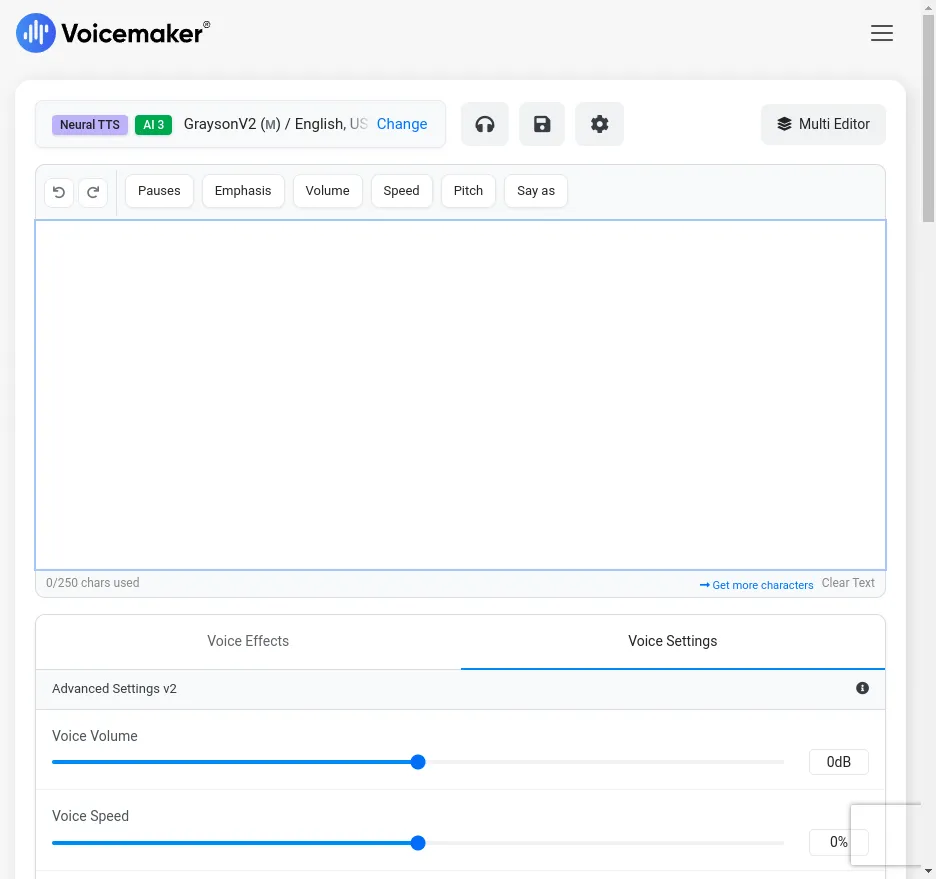 Voicemaker®
Neural TTS AI 3 GraysonV2 (M) / English, US Change Multi Editor
Pauses Emphasis Volume Speed Pitch Say as
0/250 chars used Get more characters Clear Text
Voice Effects Voice Settings
Advanced Settings v2
Voice Volume
0dB
Voice Speed
0%